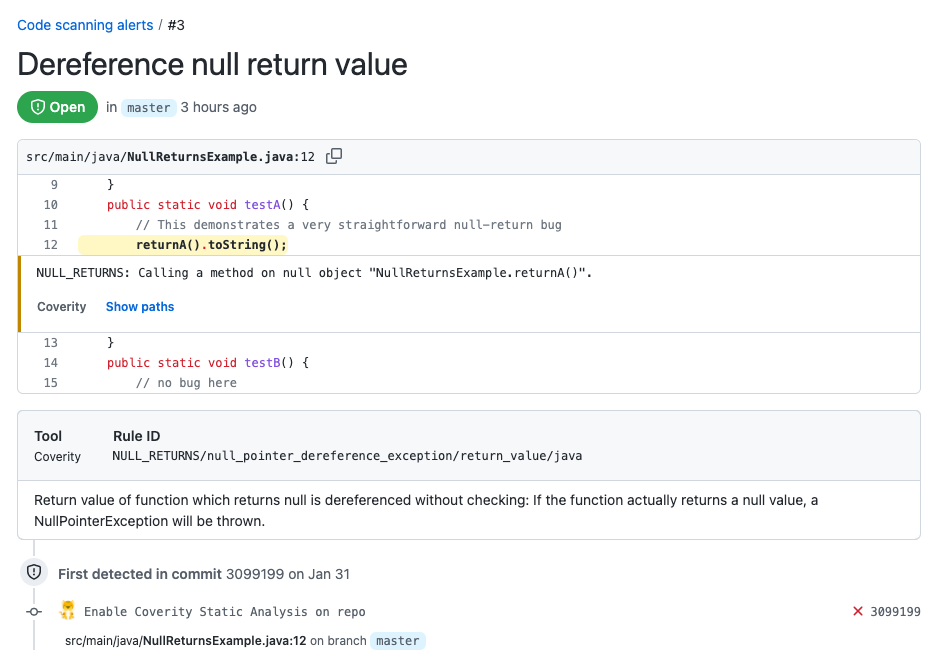 Code scanning alerts / #3
Dereference null return value
Open in master 3 hours ago
src/main/java/NullReturnsExample.java:12
9 }
10 public static void testA() {
11 // This demonstrates a very straightforward null-return bug
12 returnA().toString();
NULL_RETURNS: Calling a method on null object "NullReturnsExample.returnA()".
Coverity Show paths
13 }
14 public static void testB() {
15 // no bug here
Tool Rule ID
Coverity NULL_RETURNS/null_pointer_dereference_exception/return_value/java
Return value of function which returns null is dereferenced without checking: If the function actually returns a null value, a
NullPointerException will be thrown.
First detected in commit 3099199 on Jan 31
Enable Coverity Static Analysis on repo 3099199
src/main/java/NullReturnsExample.java:12 on branch master